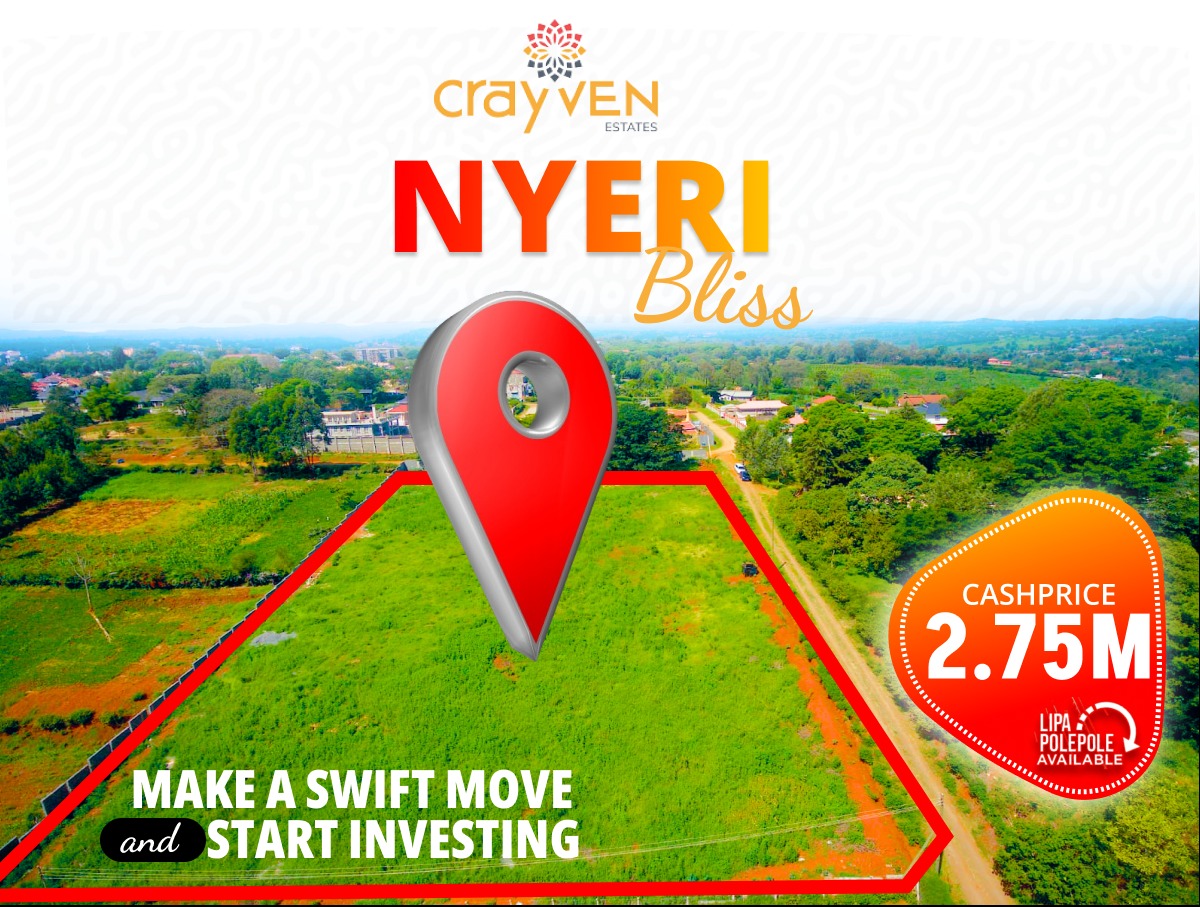 crayVEN
ESTATES
NYERI
Bliss
CASHPRICE
2.75M
LIPA
POLEPOLE
AVAILABLE
MAKE A SWIFT MOVE
and START INVESTING